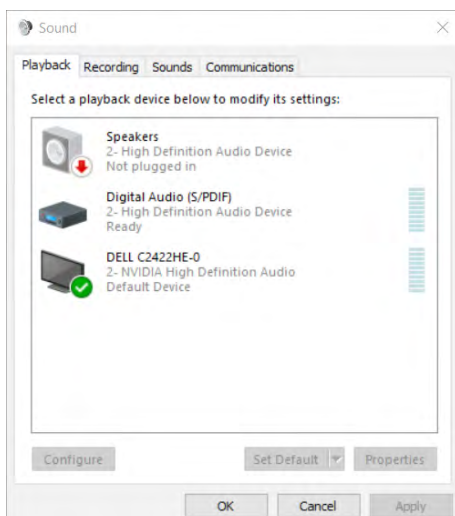 Sound
Playback Recording Sounds Communications
Select a playback device below to modify its settings:
Speakers
2- High Definition Audio Device
Not plugged in
Digital Audio (S/PDIF)
2- High Definition Audio Device
Ready
DELL C2422HE-0
2- NVIDIA High Definition Audio
Default Device
Configure Set Default Properties
OK Cancel Apply